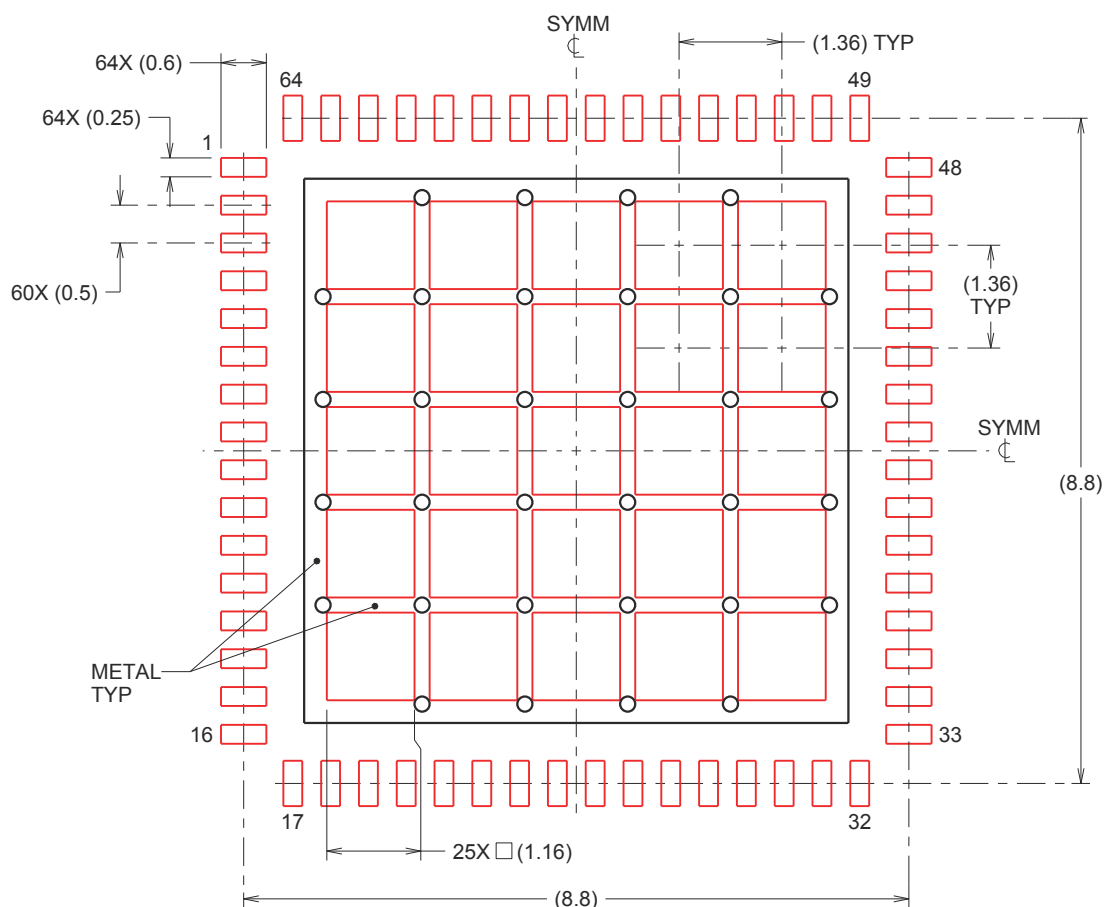 SYMM
℄
(1.36) TYP
64X (0.6)
64
49
64X (0.25)
1
48
60X (0.5)
(1.36)
TYP
SYMM
℄
(8.8)
METAL
TYP
16
33
17
32
25X □ (1.16)
(8.8)